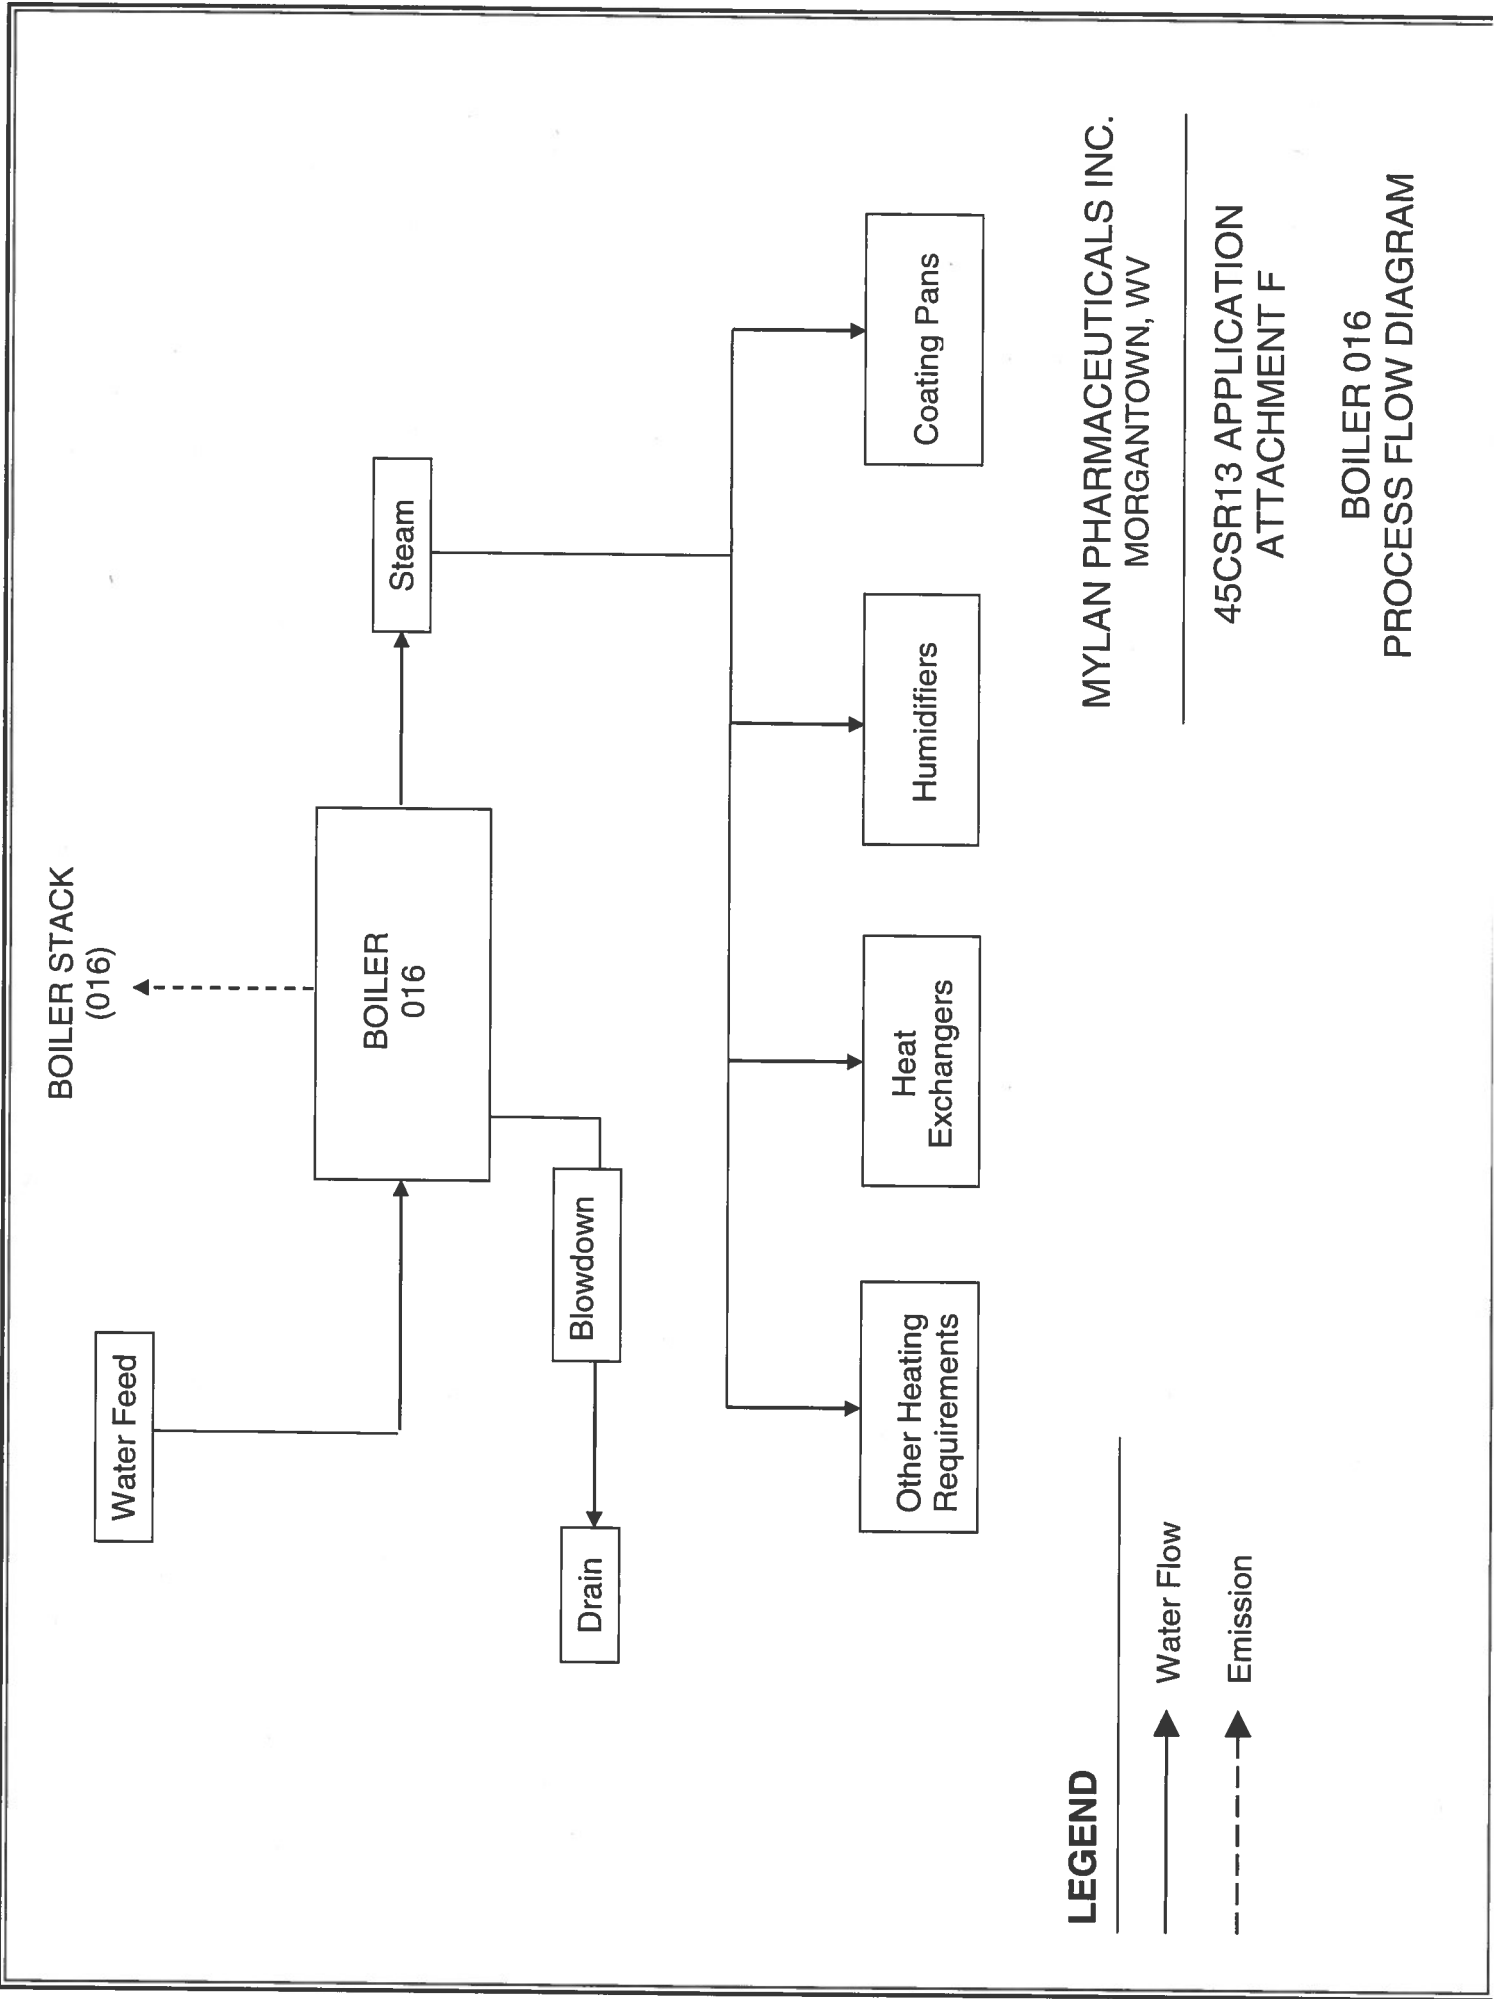 BOILER STACK
(016)
Water Feed
BOILER
016
Steam
Blowdown
Drain
Other Heating
Requirements
Heat
Exchangers
Humidifiers
Coating Pans
LEGEND
Water Flow
Emission
MYLAN PHARMACEUTICALS INC.
MORGANTOWN, WV
45CSR13 APPLICATION
ATTACHMENT F
BOILER 016
PROCESS FLOW DIAGRAM